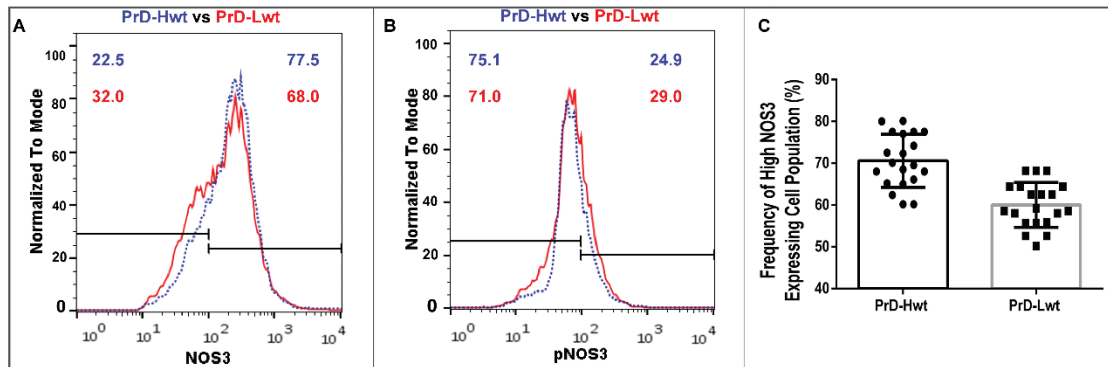 A
PrD-Hwt vs PrD-Lwt
22.5
77.5
32.0
68.0
Normalized To Mode
100
80
60
40
20
0
10^0
10^1
10^2
10^3
10^4
NOS3
B
PrD-Hwt vs PrD-Lwt
75.1
24.9
71.0
29.0
Normalized To Mode
100
80
60
40
20
0
10^0
10^1
10^2
10^3
10^4
pNOS3
C
Frequency of High NOS3
Expressing Cell Population (%)
90
80
70
60
50
40
PrD-Hwt
PrD-Lwt